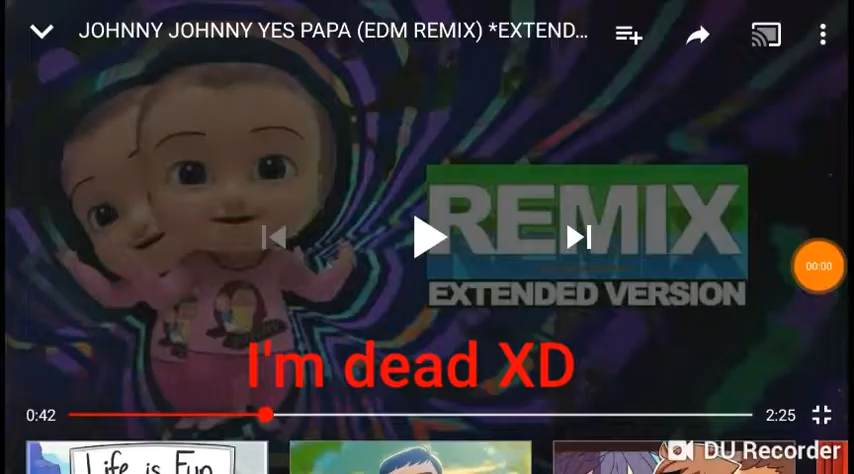 JOHNNY JOHNNY YES PAPA (EDM REMIX) *EXTEND...
REMIX
EXTENDED VERSION
00:00
I'm dead XD
0:42
2:25
Life is Fun
DU Recorder